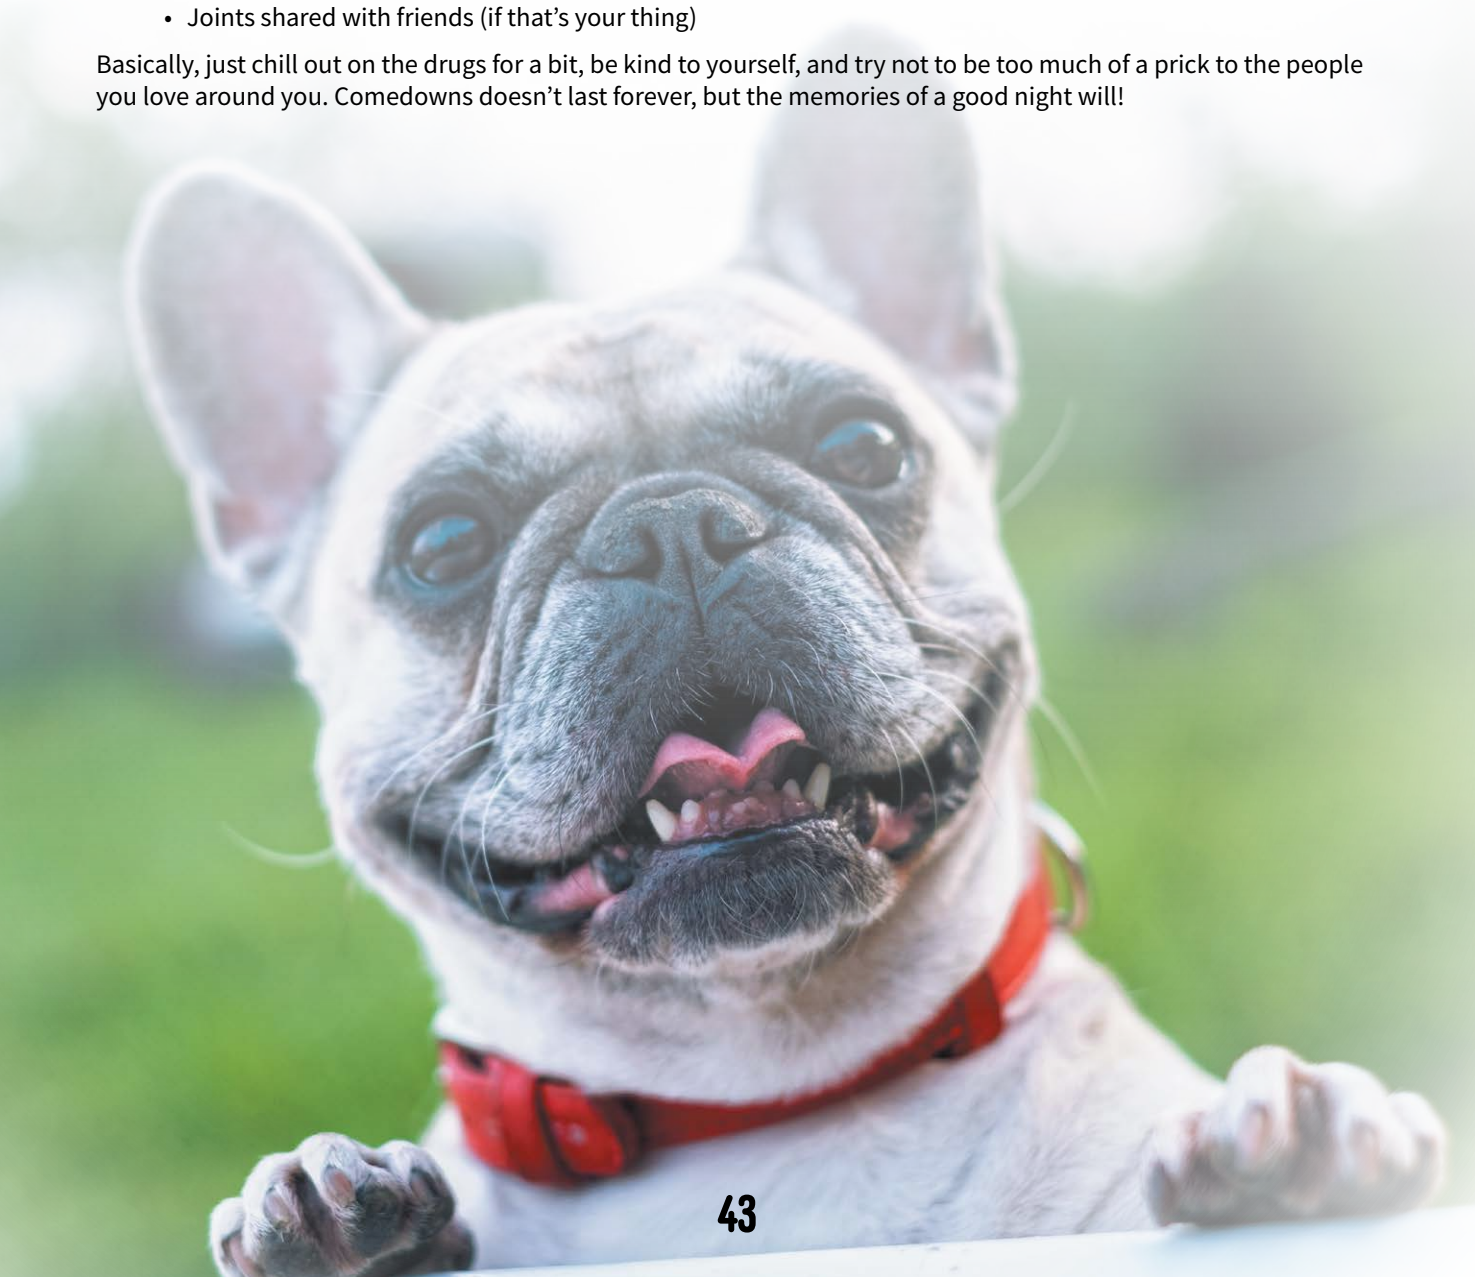 • Joints shared with friends (if that’s your thing)
Basically, just chill out on the drugs for a bit, be kind to yourself, and try not to be too much of a prick to the people
you love around you. Comedowns doesn’t last forever, but the memories of a good night will!
43